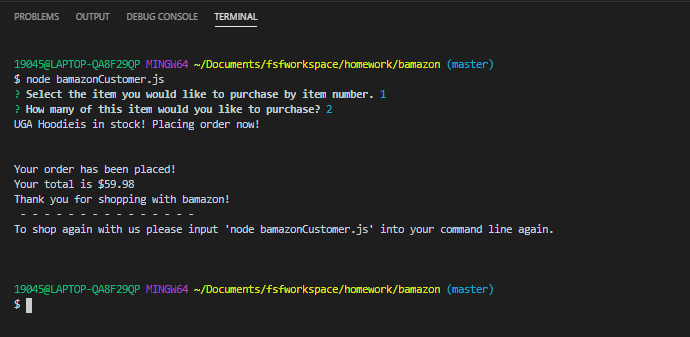 PROBLEMS OUTPUT DEBUG CONSOLE TERMINAL
19045@LAPTOP-QA8F29QP MINGW64 ~/Documents/fsfworkspace/homework/bamazon (master)
$ node bamazonCustomer.js
? Select the item you would like to purchase by item number. 1
? How many of this item would you like to purchase? 2
UGA Hoodieis in stock! Placing order now!
Your order has been placed!
Your total is $59.98
Thank you for shopping with bamazon!
- - - - - - - - - - - - - - -
To shop again with us please input 'node bamazonCustomer.js' into your command line again.
19045@LAPTOP-QA8F29QP MINGW64 ~/Documents/fsfworkspace/homework/bamazon (master)
$